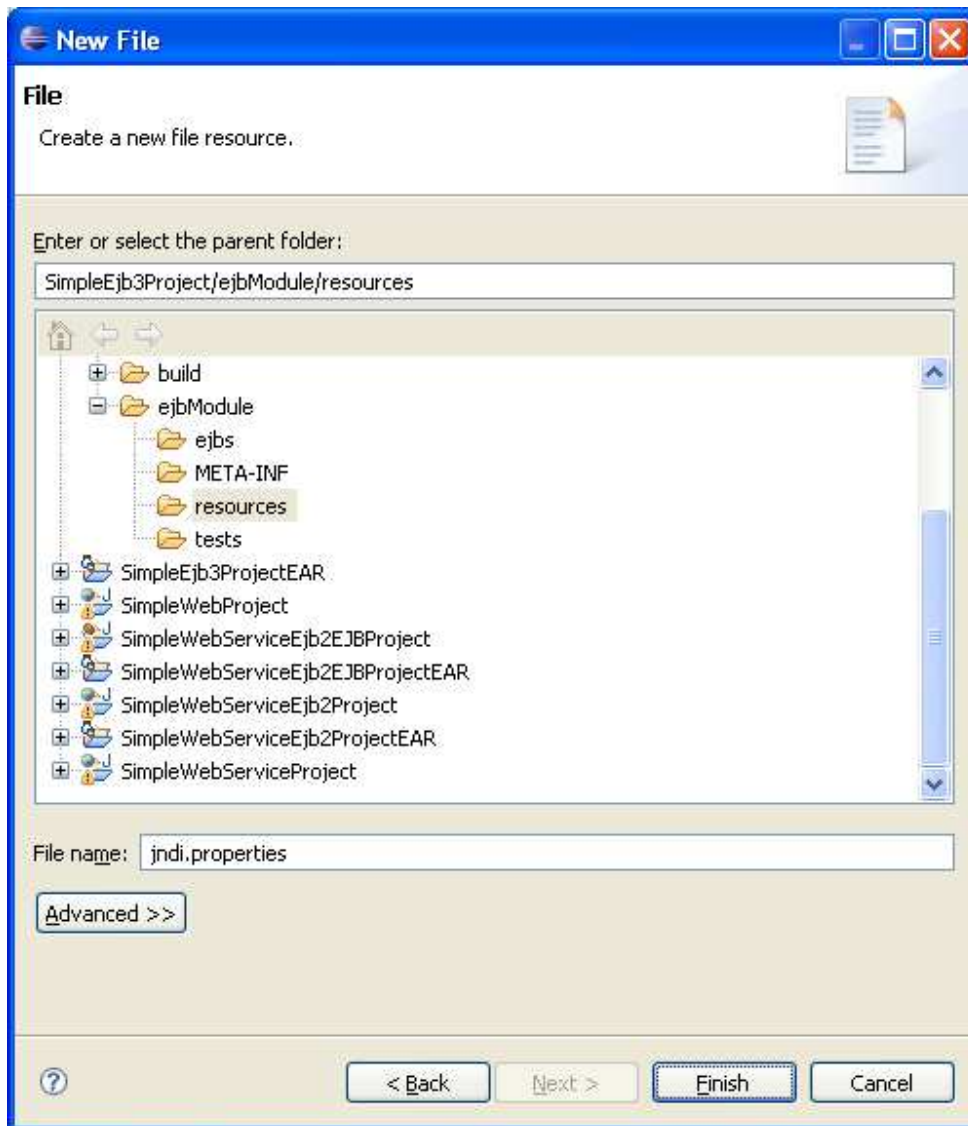 New File
File
Create a new file resource.
Enter or select the parent folder:
SimpleEjb3Project/ejbModule/resources
build
ejbModule
ejbs
META-INF
resources
tests
SimpleEjb3ProjectEAR
SimpleWebProject
SimpleWebServiceEjb2EJBProject
SimpleWebServiceEjb2EJBProjectEAR
SimpleWebServiceEjb2Project
SimpleWebServiceEjb2ProjectEAR
SimpleWebServiceProject
File name: jndi.properties
Advanced >>
< Back Next > Finish Cancel